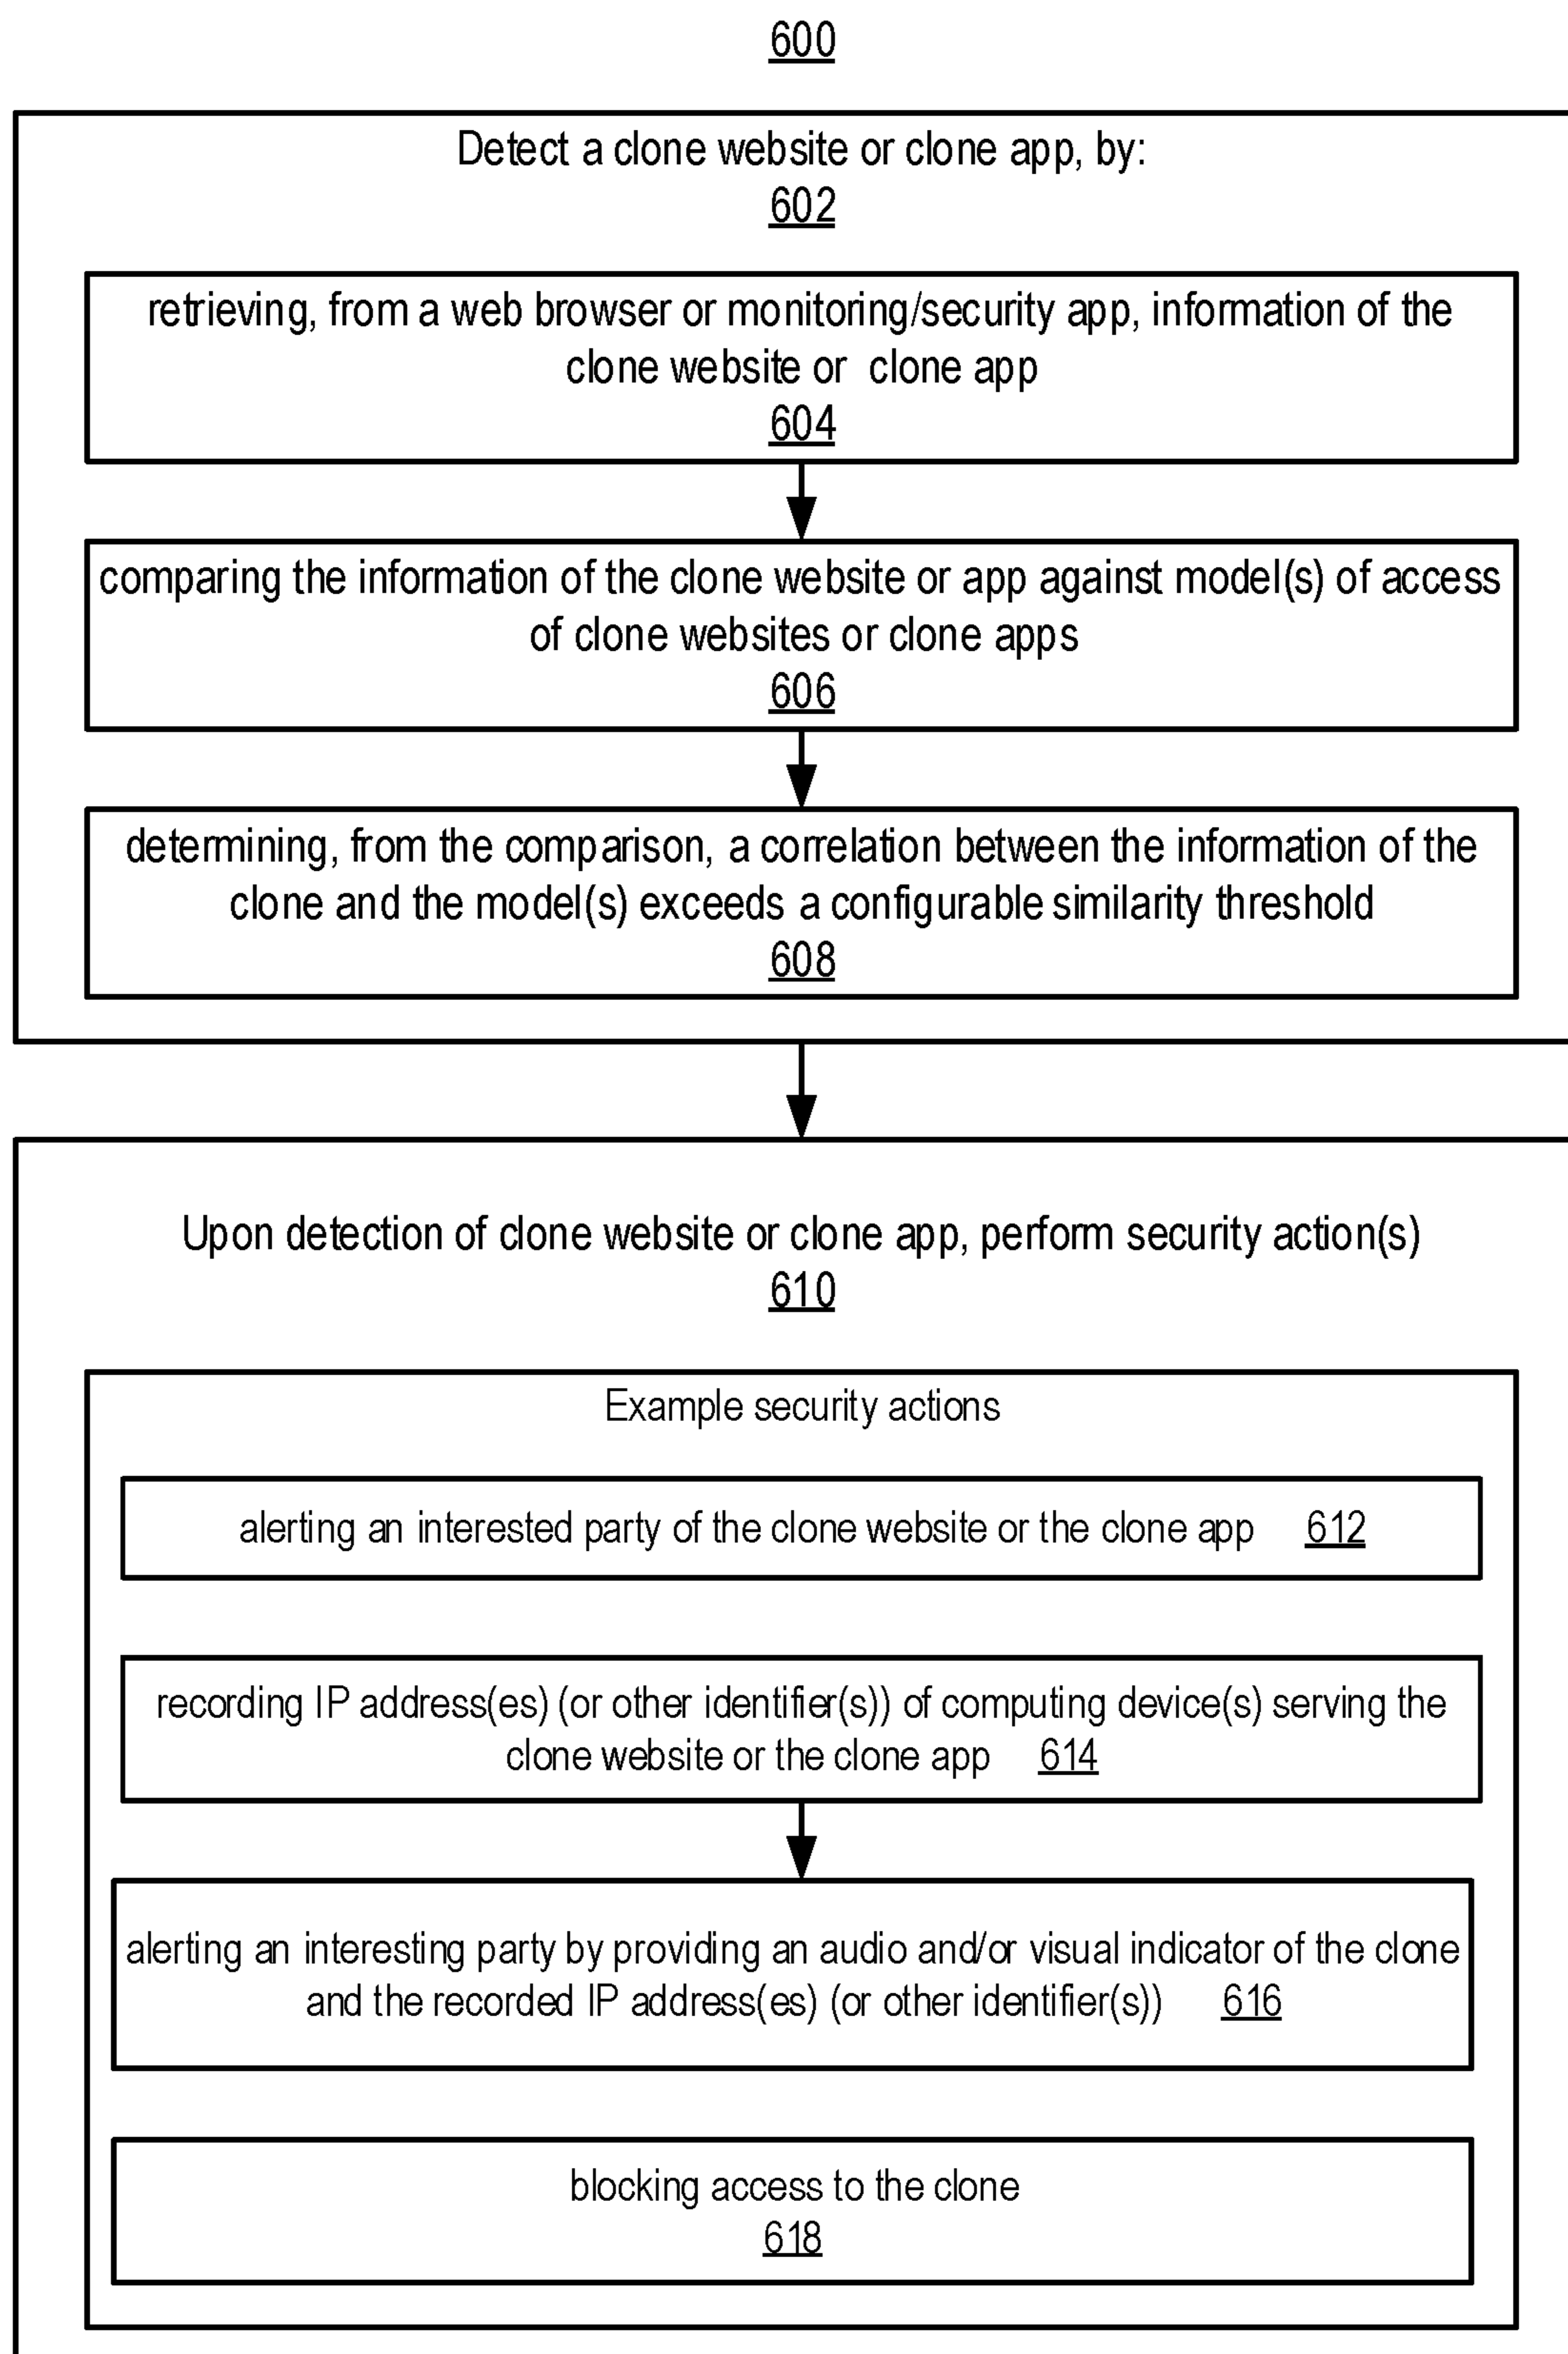 600
Detect a clone website or clone app, by:
602
retrieving, from a web browser or monitoring/security app, information of the
clone website or clone app
604
comparing the information of the clone website or app against model(s) of access
of clone websites or clone apps
606
determining, from the comparison, a correlation between the information of the
clone and the model(s) exceeds a configurable similarity threshold
608
Upon detection of clone website or clone app, perform security action(s)
610
Example security actions
alerting an interested party of the clone website or the clone app 612
recording IP address(es) (or other identifier(s)) of computing device(s) serving the
clone website or the clone app 614
alerting an interesting party by providing an audio and/or visual indicator of the clone
and the recorded IP address(es) (or other identifier(s)) 616
blocking access to the clone
618